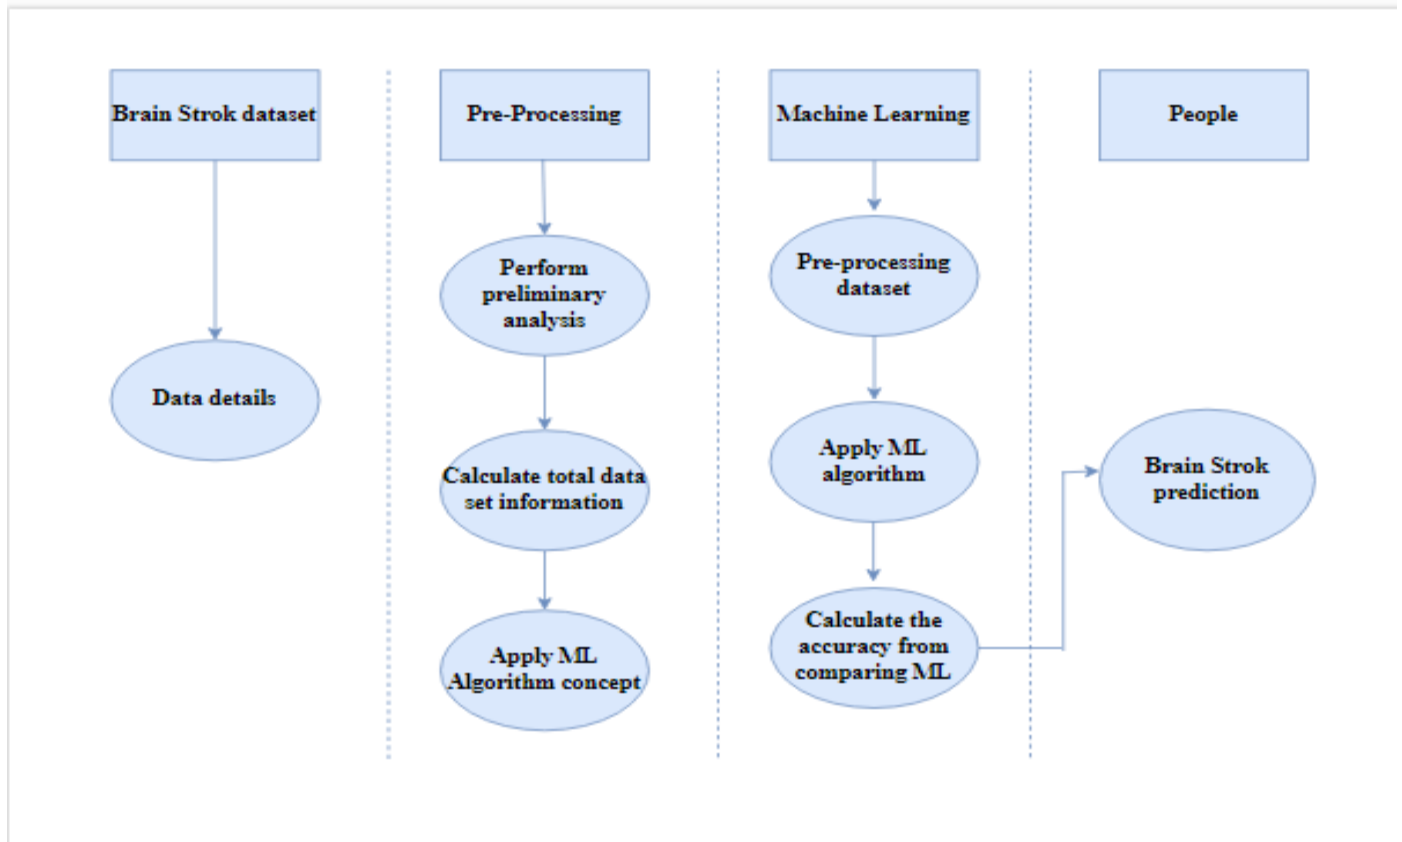 Brain Strok dataset
Pre-Processing
Machine Learning
People
Data details
Perform
preliminary
analysis
Calculate total data
set information
Apply ML
Algorithm concept
Pre-processing
dataset
Apply ML
algorithm
Calculate the
accuracy from
comparing ML
Brain Strok
prediction